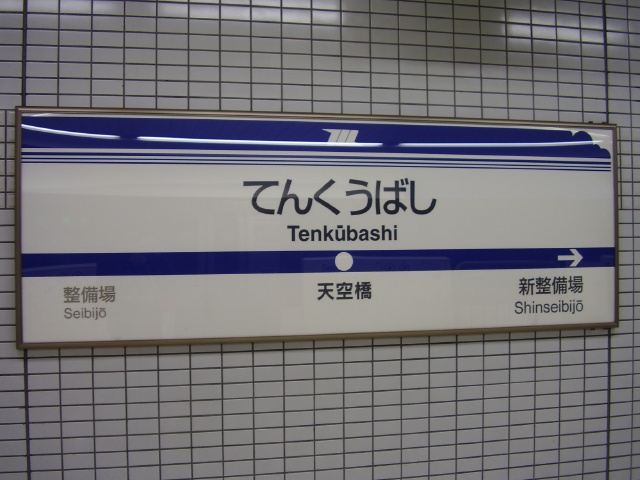 てんくうばし
Tenkūbashi
天空橋
整備場
Seibijō
新整備場
Shinseibijō